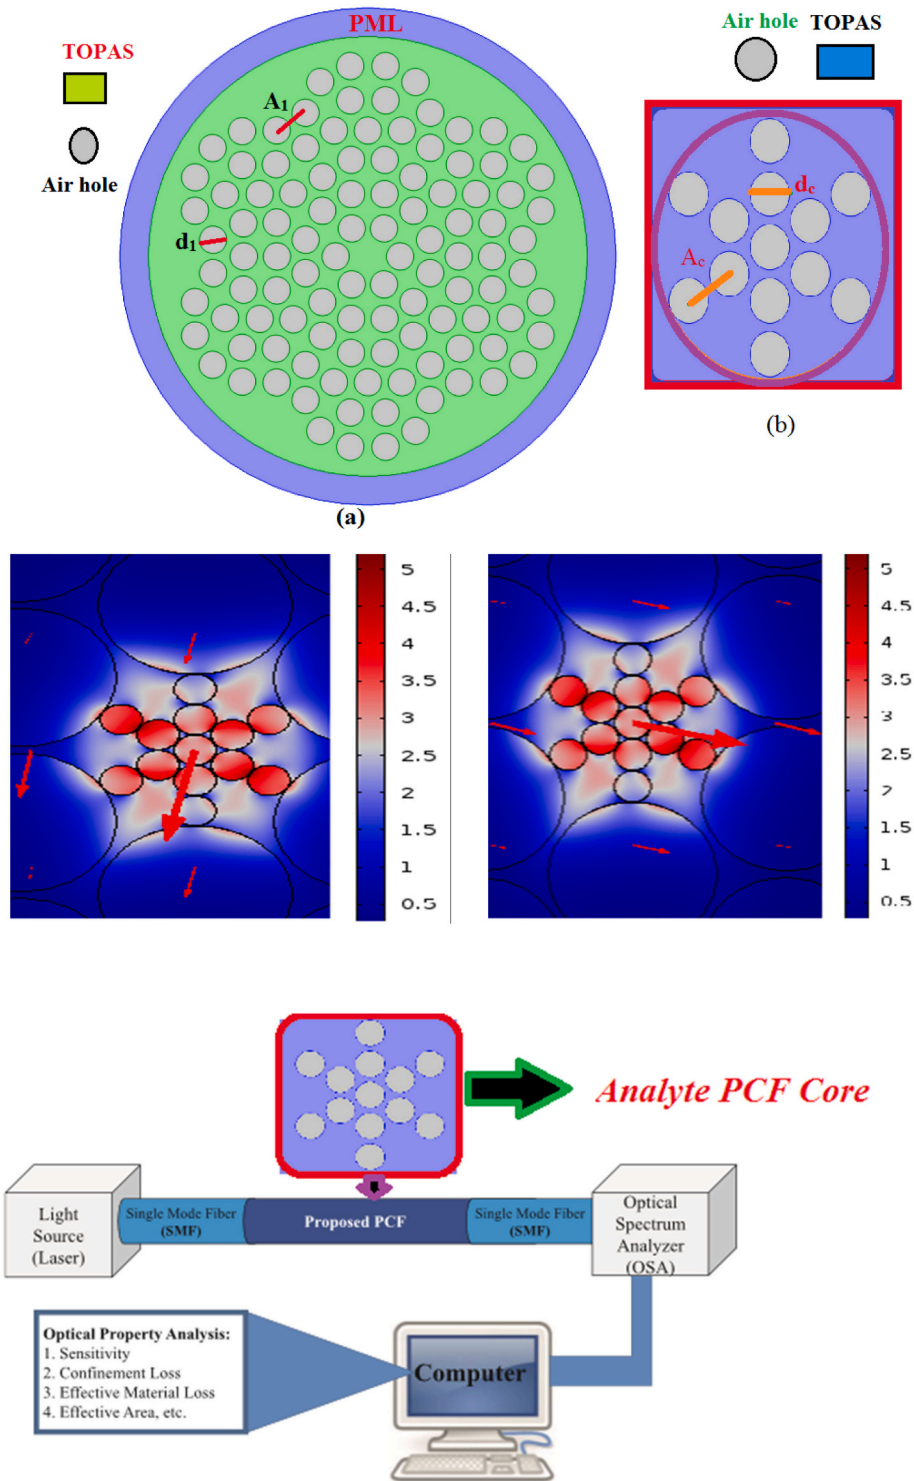 PML
TOPAS
A1
Air hole
d1
(a)
Air hole TOPAS
dc
Ac
(b)
5
4.5
4
3.5
3
2.5
2
1.5
1
0.5
5
4.5
4
3.5
3
2.5
2
1.5
1
0.5
Analyte PCF Core
Light
Source
(Laser)
Single Mode Fiber
(SMF)
Proposed PCF
Single Mode Fiber
(SMF)
Optical
Spectrum
Analyzer
(OSA)
Optical Property Analysis:
1. Sensitivity
2. Confinement Loss
3. Effective Material Loss
4. Effective Area, etc.
Computer